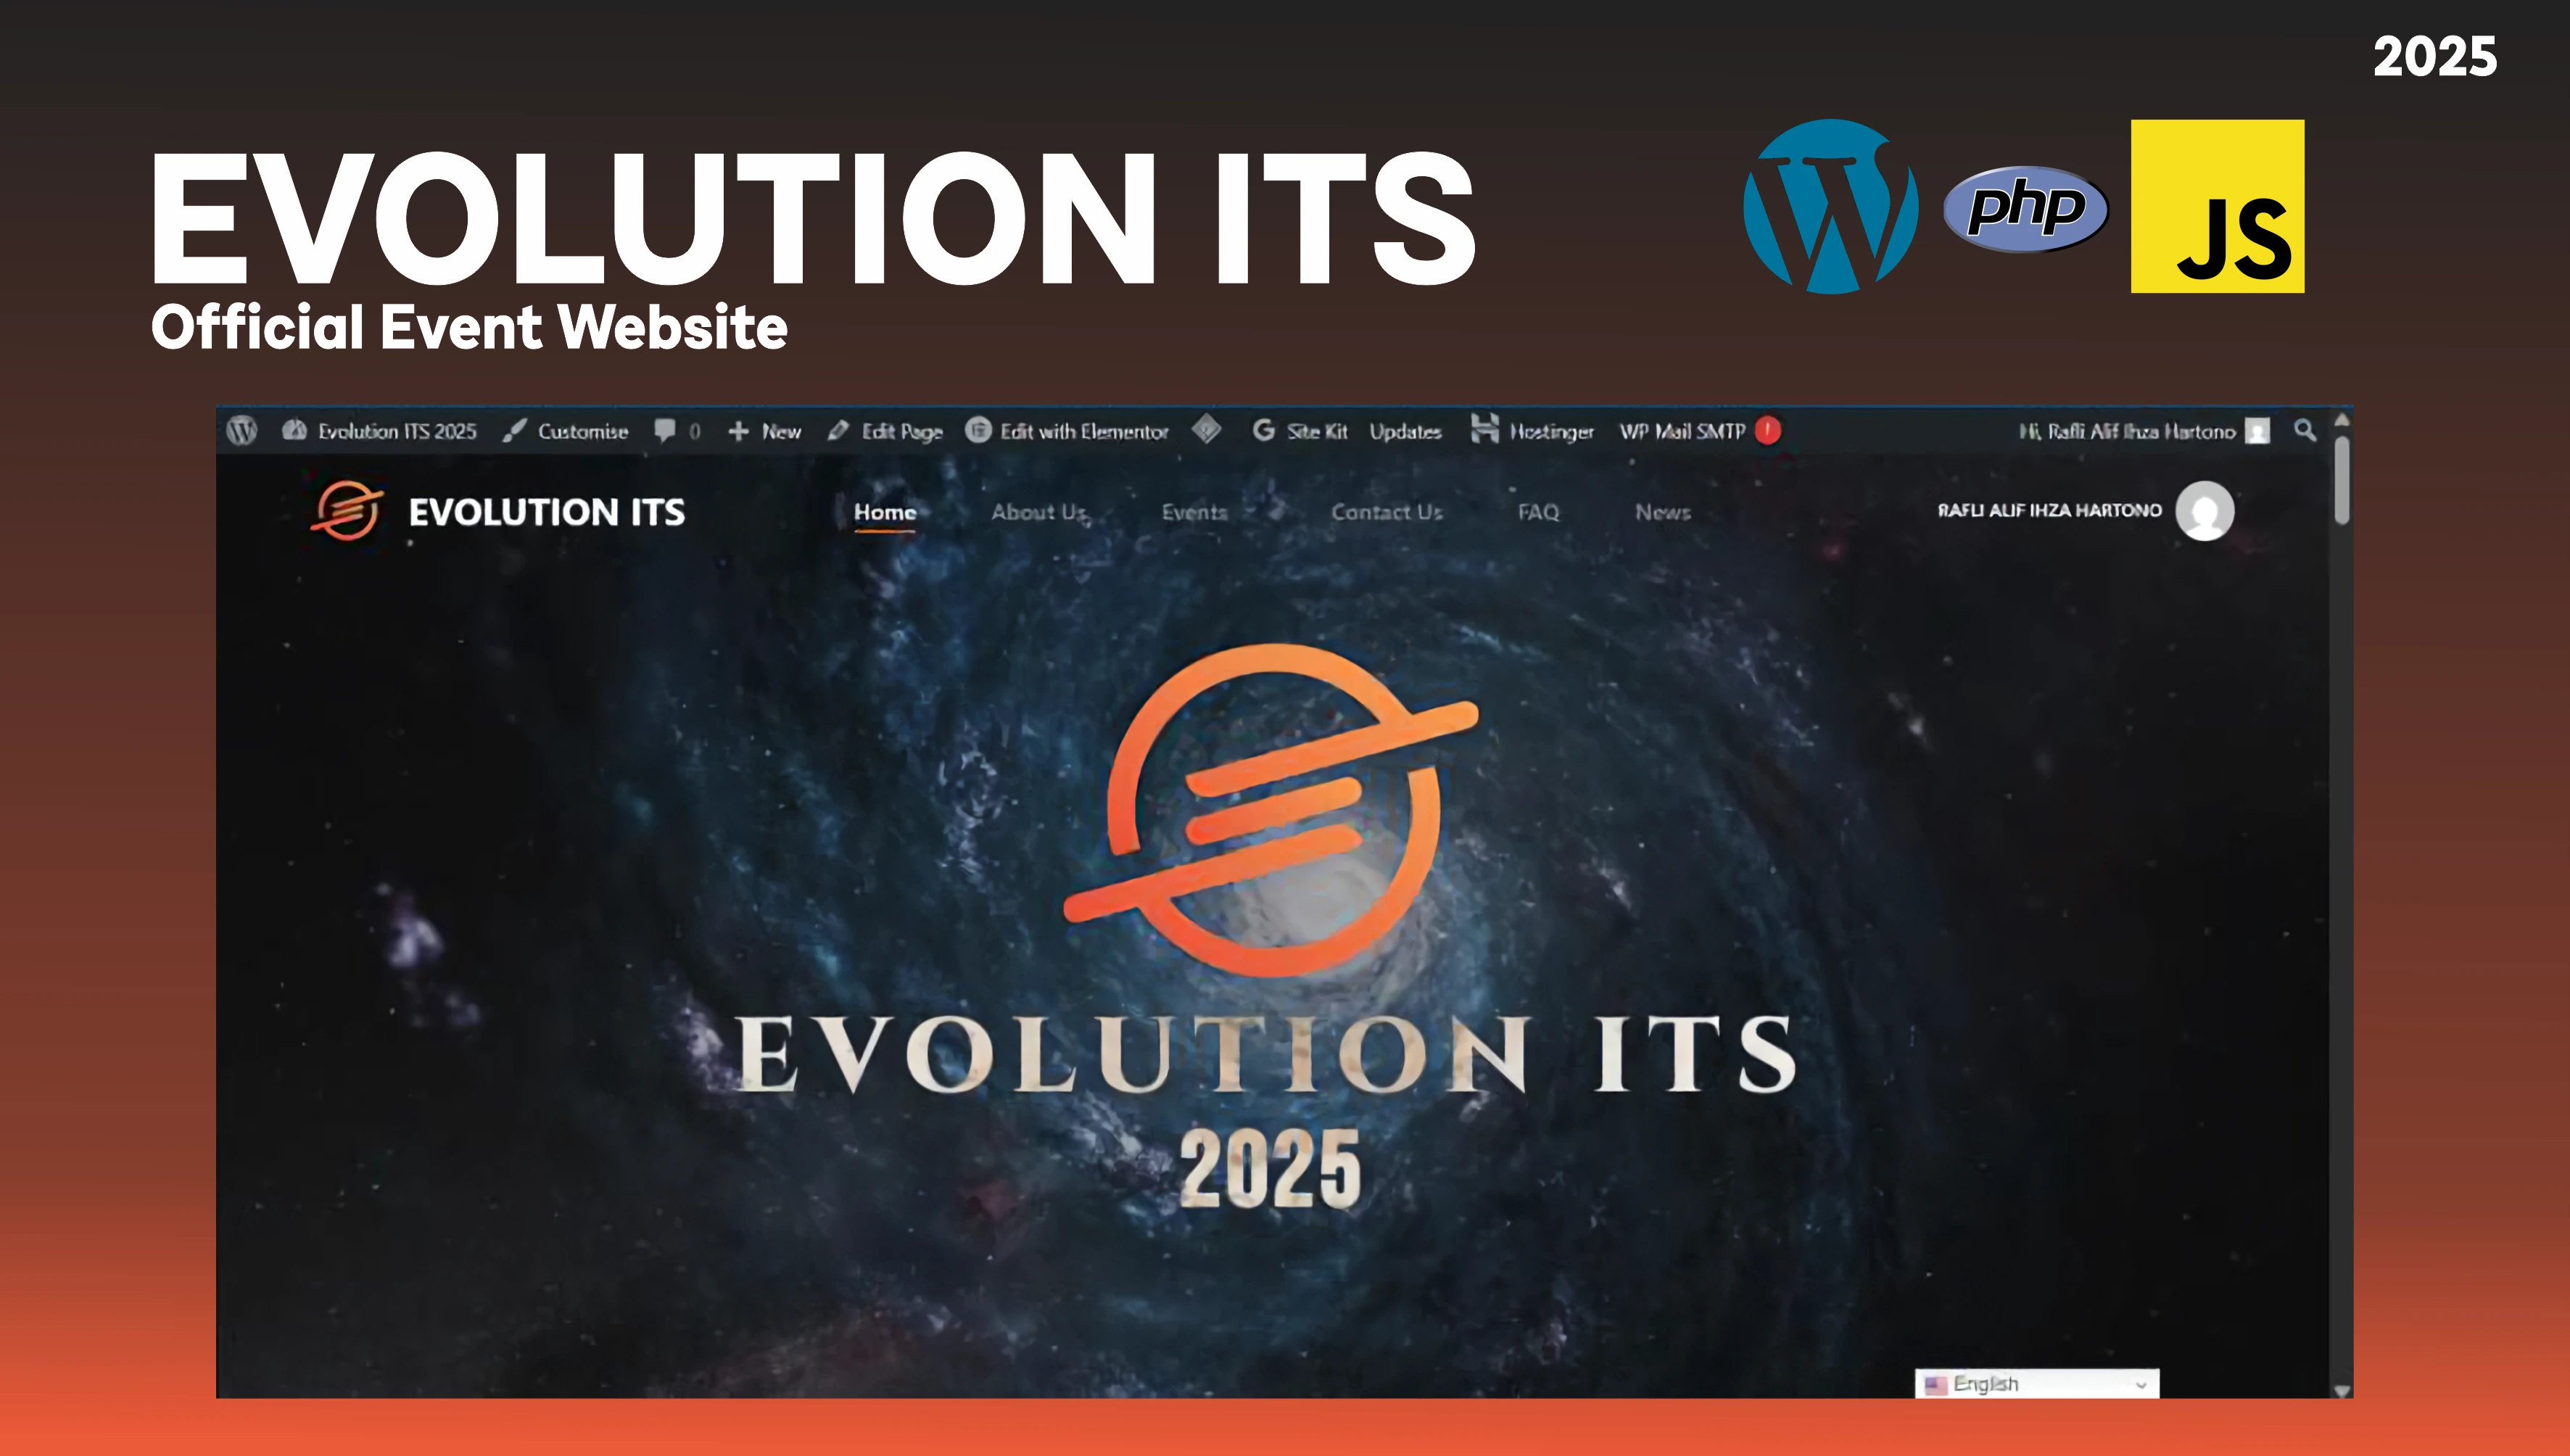 2025
EVOLUTION ITS
php
JS
Official Event Website
Evolution ITS 2025 Customise 0 New Edit Page Edit with Elementor Site Kit Updates Hostinger WP Mail SMTP ! Hi, Rafli Alif Ihza Hartono
EVOLUTION ITS Home About Us Events Contact Us FAQ News RAFLI ALIF IHZA HARTONO
EVOLUTION ITS
2025
English